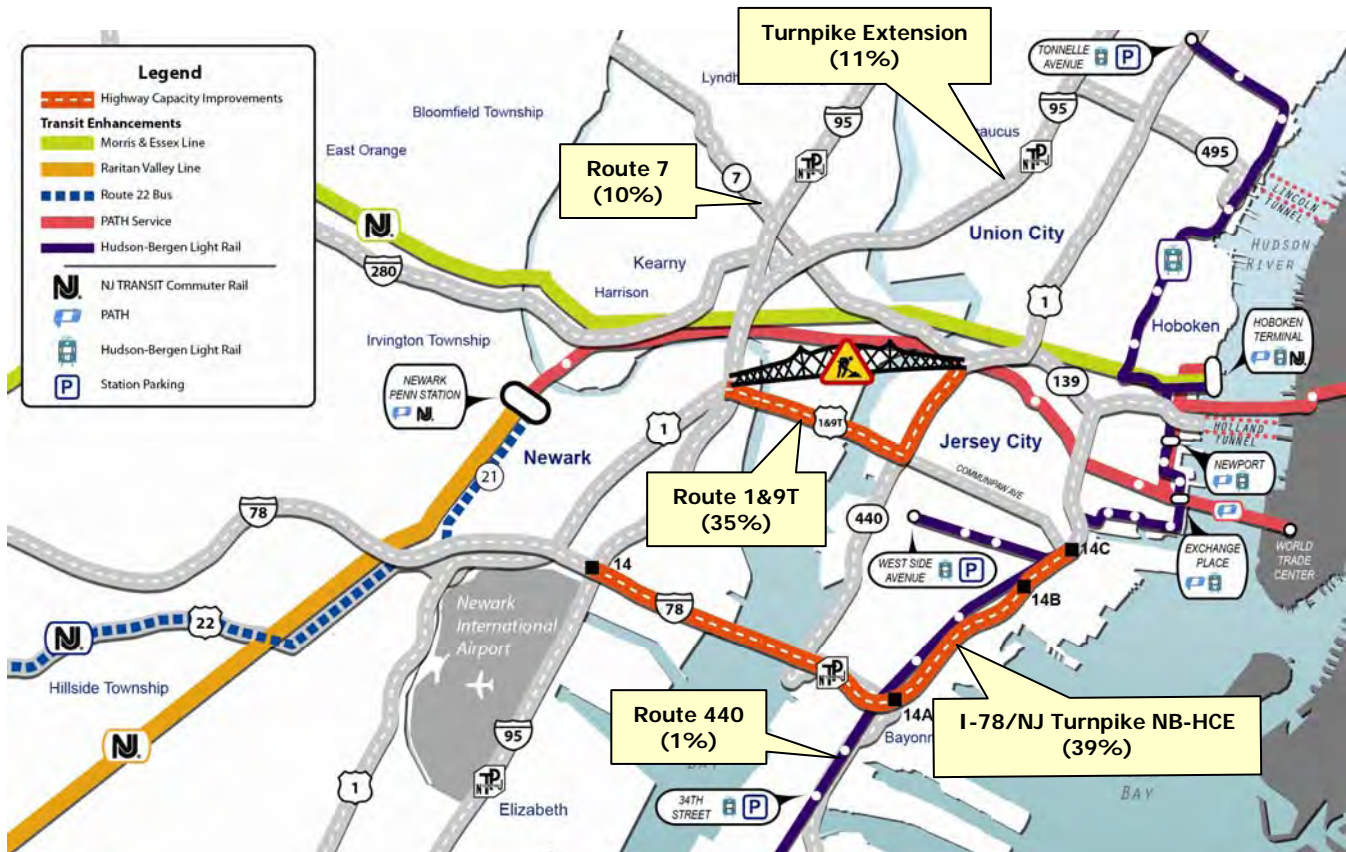 Legend
Highway Capacity Improvements
Transit Enhancements
Morris & Essex Line
Raritan Valley Line
Route 22 Bus
PATH Service
Hudson-Bergen Light Rail
NJ TRANSIT Commuter Rail
PATH
Hudson-Bergen Light Rail
P
Station Parking
Turnpike Extension
(11%)
TONNELLE
AVENUE
P
Bloomfield Township
East Orange
95
95
495
LINCOLN
TUNNEL
Route 7
(10%)
7
Union City
HUDSON
RIVER
280
Kearny
Harrison
1
Hoboken
HOBOKEN
TERMINAL
Irvington Township
NEWARK
PENN STATION
139
HOLLAND
TUNNEL
1
1&9T
Jersey City
Newark
21
COMMUNIPAW AVE
NEWPORT
Route 1&9T
(35%)
440
78
14
WEST SIDE
AVENUE
P
14C
14B
EXCHANGE
PLACE
WORLD
TRADE
CENTER
Newark
International
Airport
78
22
Hillside Township
Route 440
(1%)
14A
I-78/NJ Turnpike NB-HCE
(39%)
95
1
Elizabeth
34TH
STREET
P
BAY